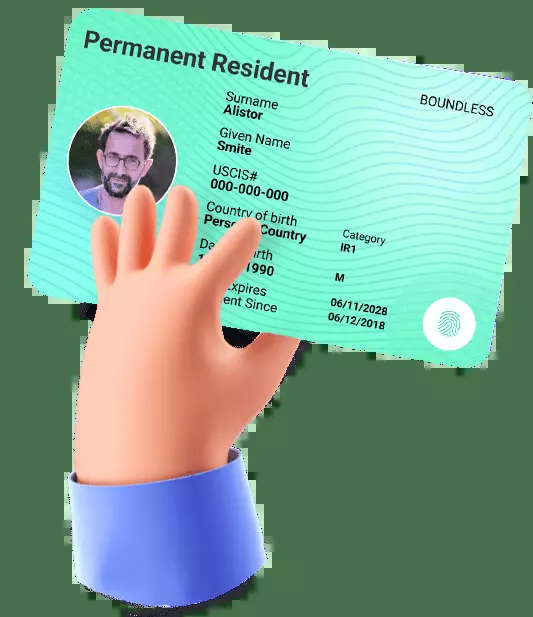 Permanent Resident
BOUNDLESS
Surname
Alistor
Given Name
Smite
USCIS#
000-000-000
Country of birth
Country
Category
IR1
1990
M
06/11/2028
Since
06/12/2018